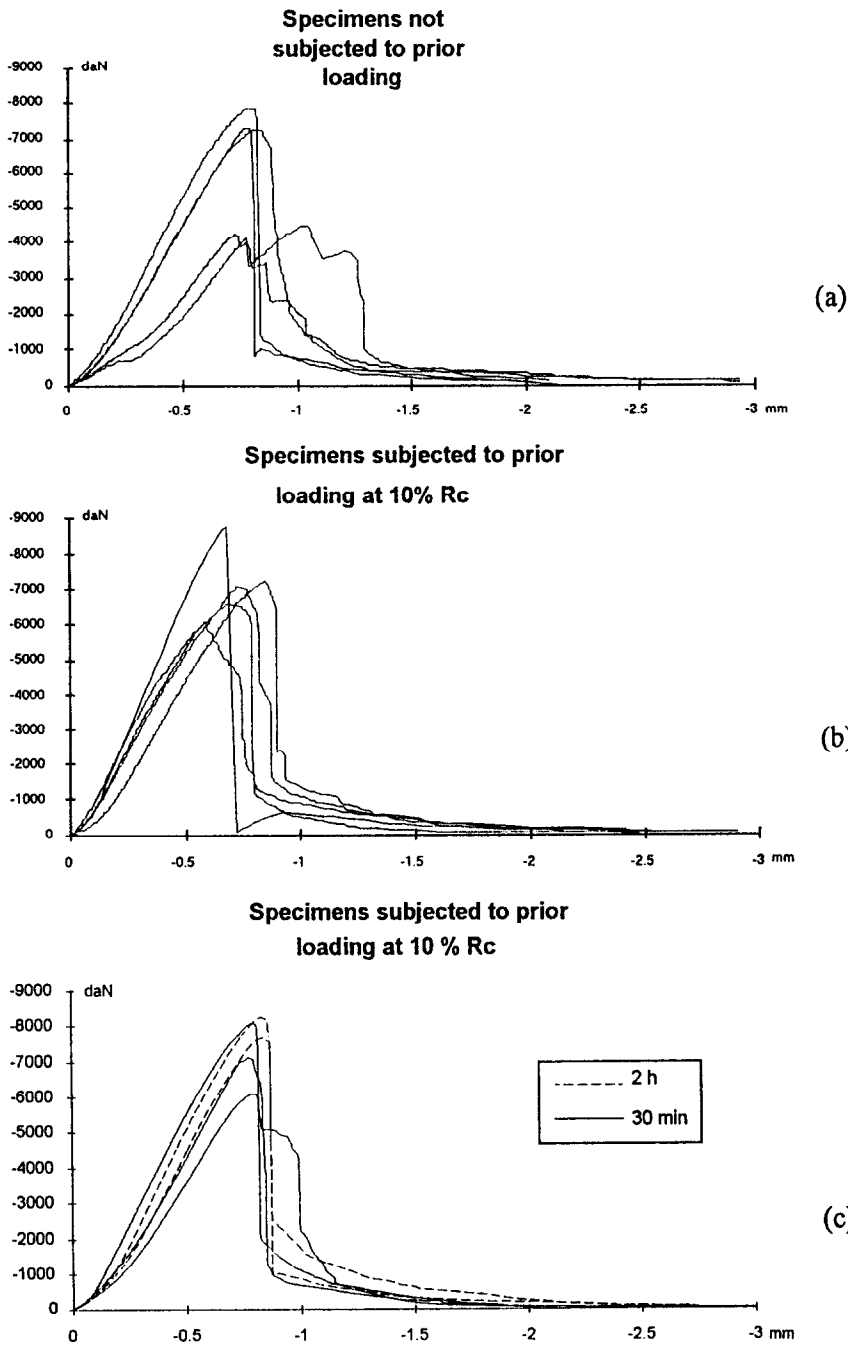 Specimens not
subjected to prior
loading
daN
-9000
-8000
-7000
-6000
-5000
-4000
-3000
-2000
-1000
0
0 -0.5 -1 -1.5 -2 -2.5 -3 mm
(a)
Specimens subjected to prior
loading at 10% Rc
daN
-9000
-8000
-7000
-6000
-5000
-4000
-3000
-2000
-1000
0
0 -0.5 -1 -1.5 -2 -2.5 -3 mm
(b)
Specimens subjected to prior
loading at 10 % Rc
daN
-9000
-8000
-7000
-6000
-5000
-4000
-3000
-2000
-1000
0
0 -0.5 -1 -1.5 -2 -2.5 -3 mm
2 h
30 min
(c)